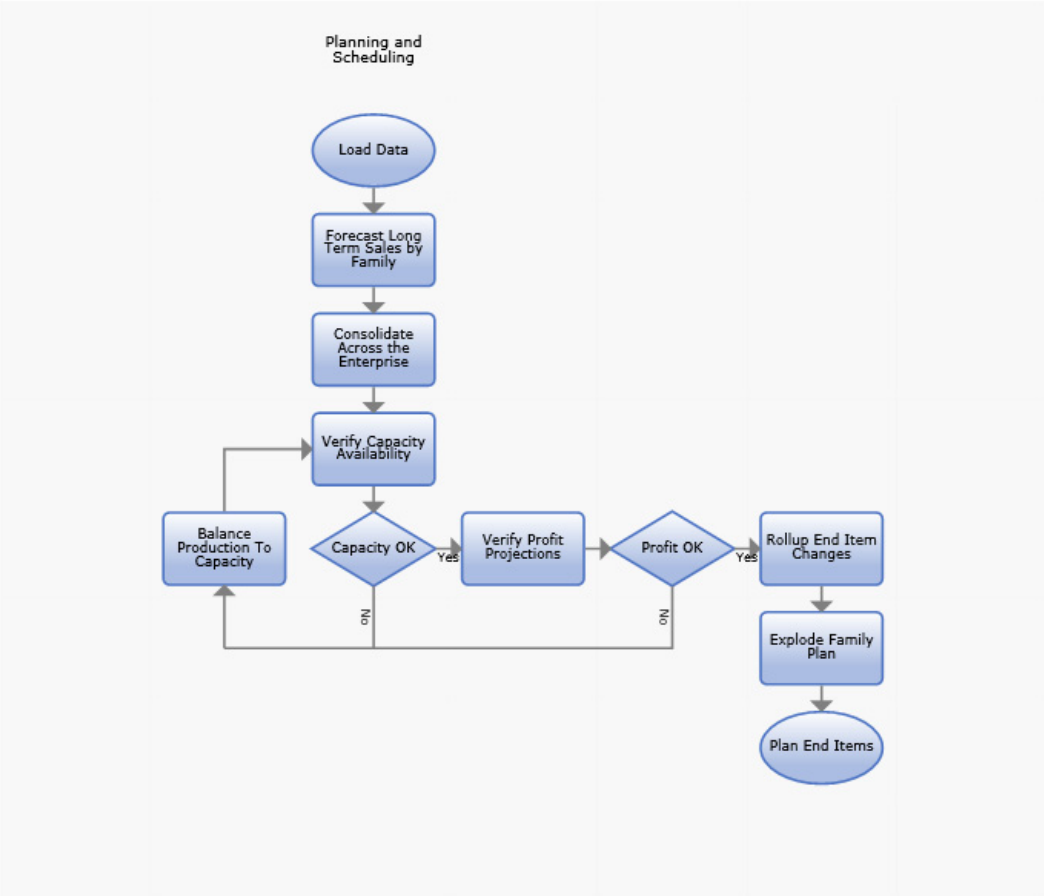 Planning and
Scheduling
Load Data
Forecast Long
Term Sales by
Family
Consolidate
Across the
Enterprise
Verify Capacity
Availability
Balance
Production To
Capacity
Capacity OK
Yes
Verify Profit
Projections
Profit OK
Yes
Rollup End Item
Changes
No
No
Explode Family
Plan
Plan End Items